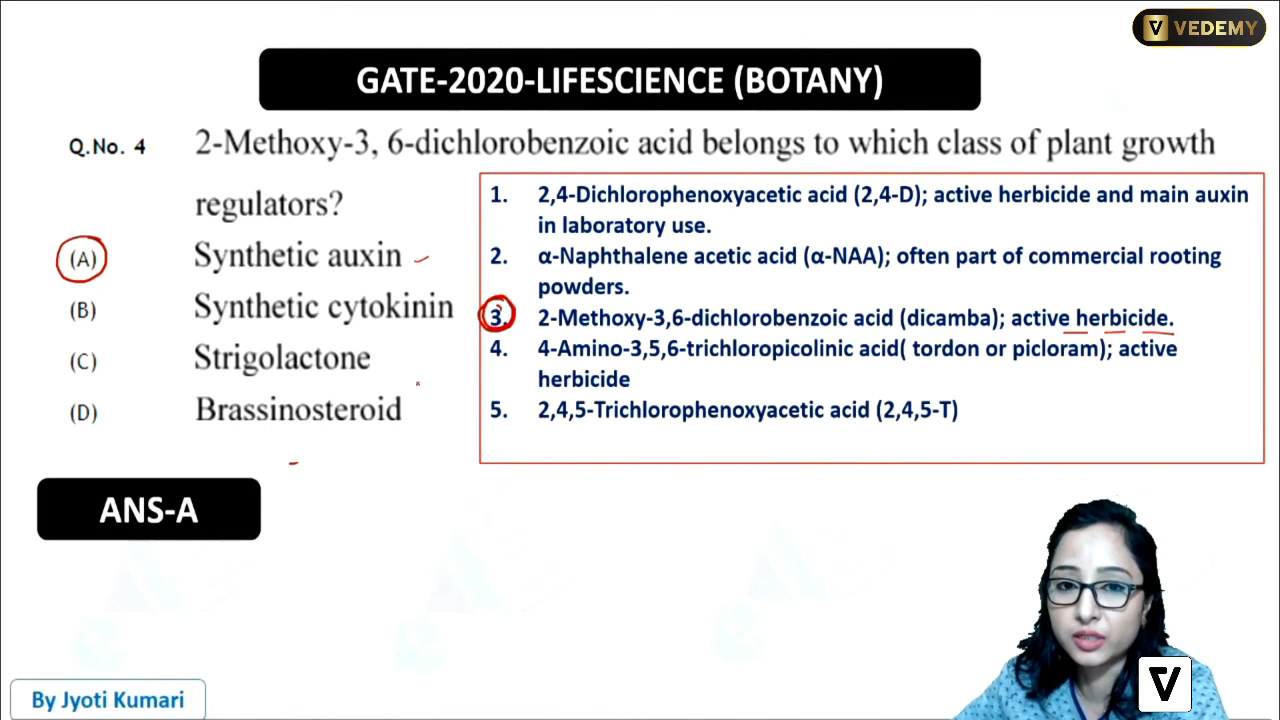 VEDEMY
GATE-2020-LIFESCIENCE (BOTANY)
Q.No. 4 2-Methoxy-3, 6-dichlorobenzoic acid belongs to which class of plant growth
regulators?
(A) Synthetic auxin
(B) Synthetic cytokinin
(C) Strigolactone
(D) Brassinosteroid
1. 2,4-Dichlorophenoxyacetic acid (2,4-D); active herbicide and main auxin
in laboratory use.
2. α-Naphthalene acetic acid (α-NAA); often part of commercial rooting
powders.
3. 2-Methoxy-3,6-dichlorobenzoic acid (dicamba); active herbicide.
4. 4-Amino-3,5,6-trichloropicolinic acid( tordon or picloram); active
herbicide
5. 2,4,5-Trichlorophenoxyacetic acid (2,4,5-T)
ANS-A
By Jyoti Kumari